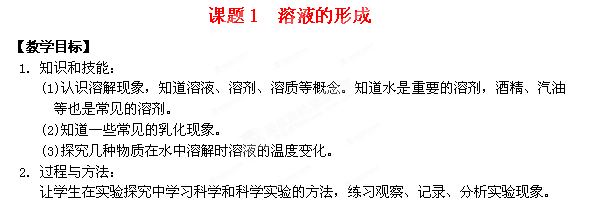 课题1 溶液的形成
【教学目标】
1. 知识和技能：
(1)认识溶解现象，知道溶液、溶剂、溶质等概念。知道水是重要的溶剂，酒精、汽油
等也是常见的溶剂。
(2)知道一些常见的乳化现象。
(3)探究几种物质在水中溶解时溶液的温度变化。
2. 过程与方法：
让学生在实验探究中学习科学和科学实验的方法，练习观察、记录、分析实验现象。